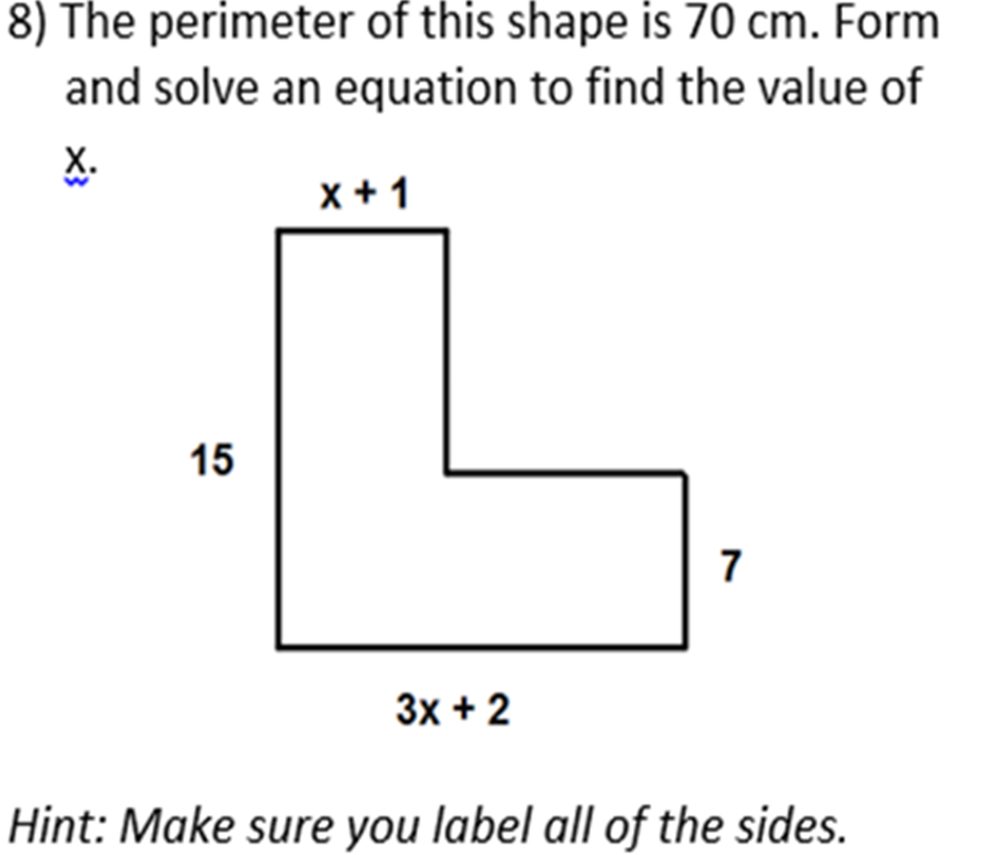 8) The perimeter of this shape is 70 cm. Form
and solve an equation to find the value of
x.
x + 1
15
7
3x + 2
Hint: Make sure you label all of the sides.